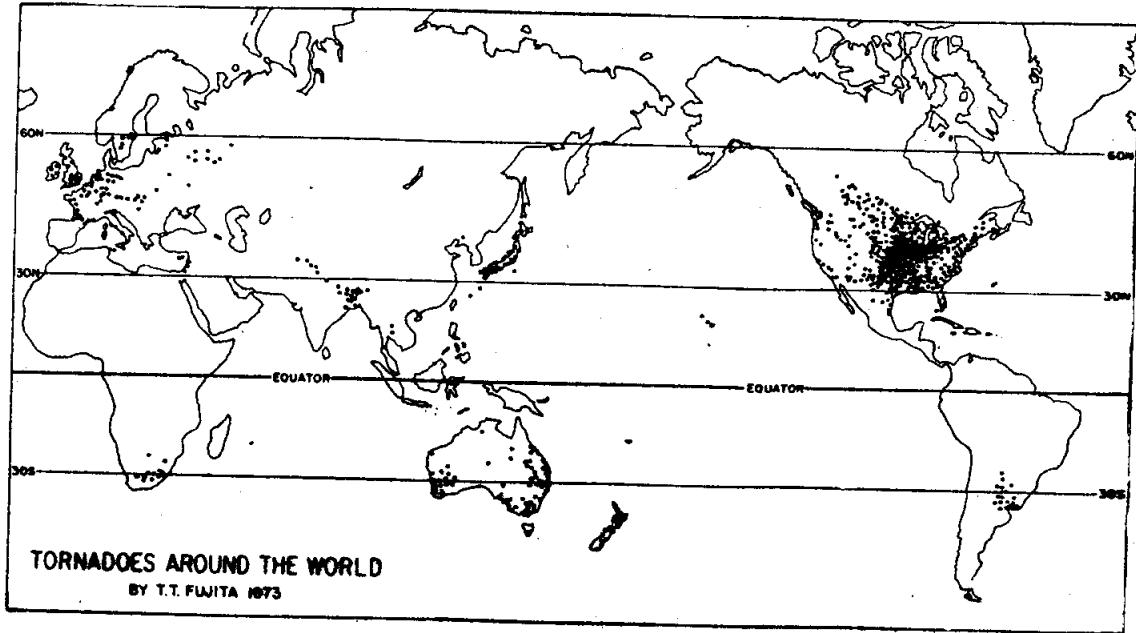 60N
60N
30N
30N
EQUATOR
EQUATOR
30S
30S
TORNADOES AROUND THE WORLD
BY T.T. FUJITA 1973